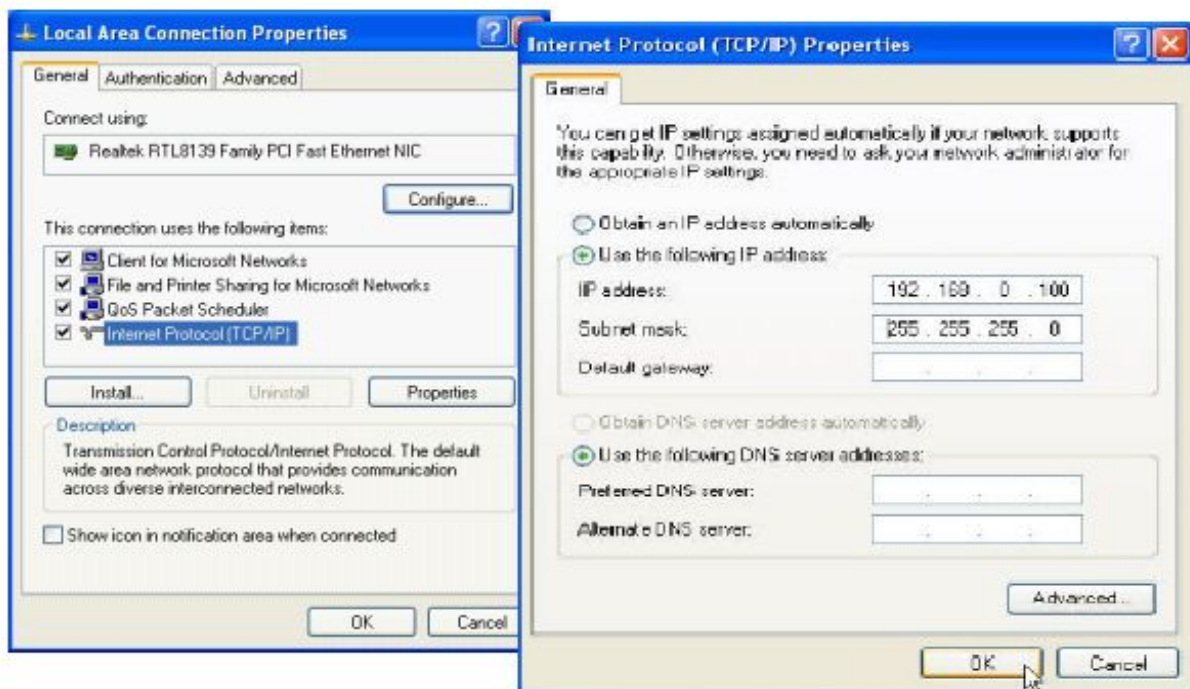 Local Area Connection Properties
General
Authentication
Advanced
Connect using:
Realtek RTL8139 Family PCI Fast Ethernet NIC
Configure...
This connection uses the following items:
Client for Microsoft Networks
File and Printer Sharing for Microsoft Networks
QoS Packet Scheduler
Internet Protocol (TCP/IP)
Install...
Uninstall
Properties
Description
Transmission Control Protocol/Internet Protocol. The default
wide area network protocol that provides communication
across diverse interconnected networks.
Show icon in notification area when connected
OK
Cancel
Internet Protocol (TCP/IP) Properties
General
You can get IP settings assigned automatically if your network supports
this capability. Otherwise, you need to ask your network administrator for
the appropriate IP settings.
Obtain an IP address automatically
Use the following IP address:
IP address:
192 . 168 . 0 . 100
Subnet mask:
255 . 255 . 255 . 0
Default gateway:
Obtain DNS server address automatically
Use the following DNS server addresses:
Preferred DNS server:
Alternate DNS server:
Advanced...
OK
Cancel